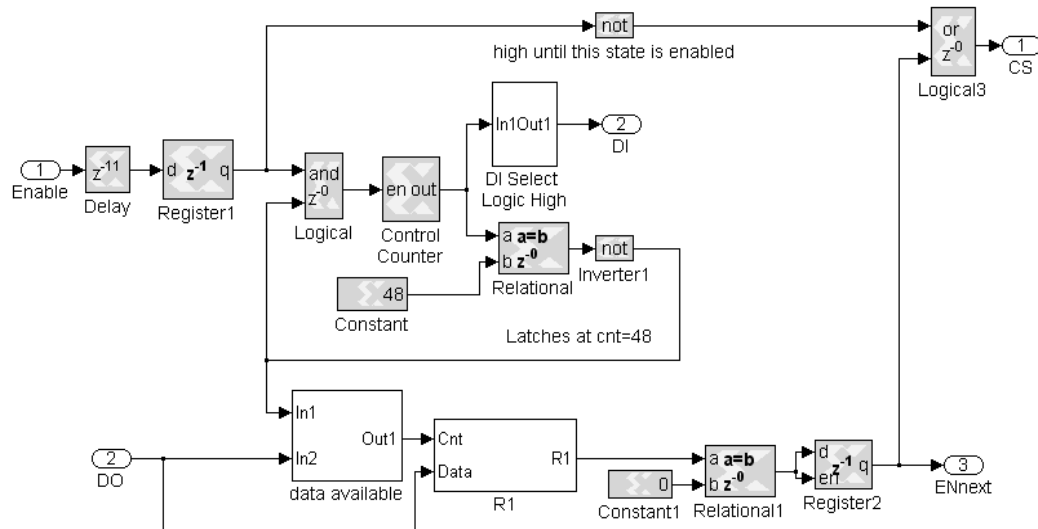 not
high until this state is enabled
or
z-0
Logical3
1
CS
1
Enable
z-11
Delay
d z-1 q
Register1
and
z-0
Logical
en out
Control
Counter
In1Out1
DI Select
Logic High
2
DI
a a=b
b z-0
Relational
not
Inverter1
48
Constant
Latches at cnt=48
In1
In2
Out1
data available
2
DO
Cnt
Data
R1
R1
0
Constant1
a a=b
b z-0
Relational1
d
en
z-1 q
Register2
3
ENnext